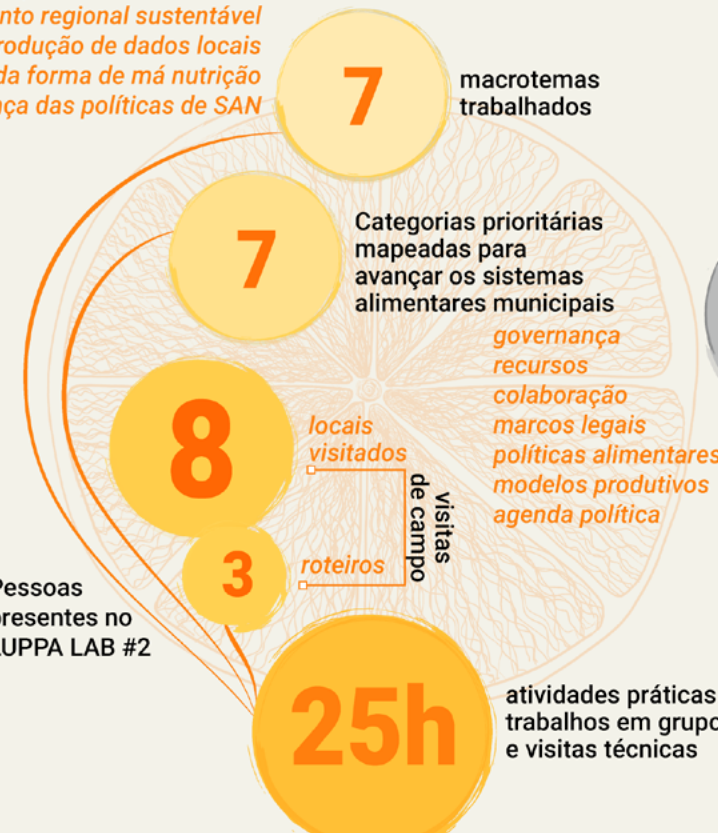 nto regional sustentável
rodução de dados locais
da forma de má nutrição
ça das políticas de SAN
7
macrotemas
trabalhados
7
Categorias prioritárias
mapeadas para
avançar os sistemas
alimentares municipais
governança
recursos
colaboração
marcos legais
políticas alimentares
modelos produtivos
agenda política
8
locais
visitados
visitas
de campo
3
roteiros
Pessoas
presentes no
LUPPA LAB #2
25h
atividades práticas
trabalhos em grupo
e visitas técnicas